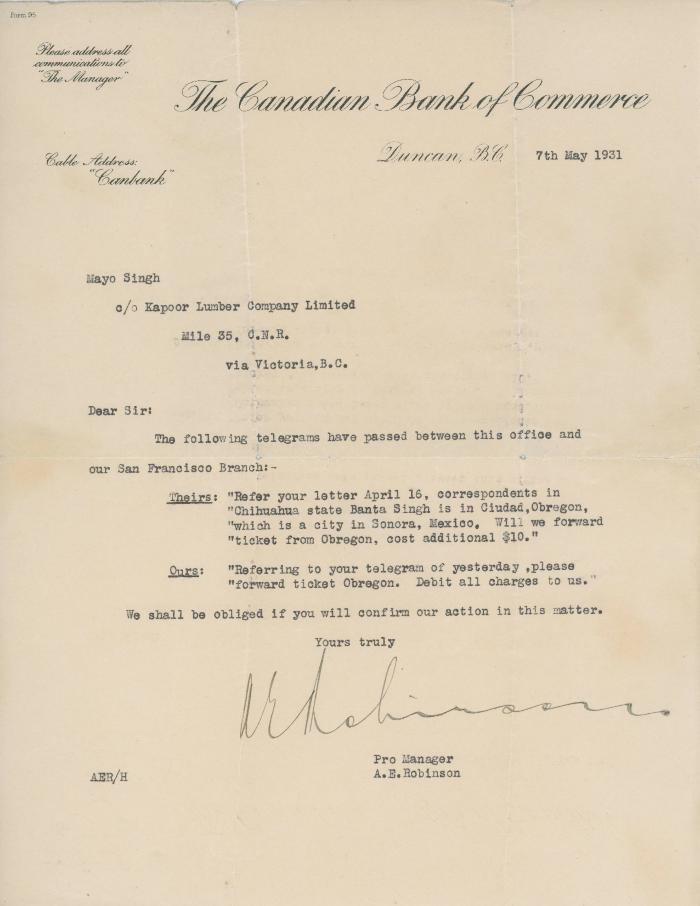 Form 96
Please address all
communications to
"The Manager"
The Canadian Bank of Commerce
Cable Address:
"Canbank"
Duncan, B.C. 7th May 1931
Mayo Singh
c/o Kapoor Lumber Company Limited
Mile 35, C.N.R.
via Victoria,B.C.
Dear Sir:
The following telegrams have passed between this office and
our San Francisco Branch:-
Theirs: "Refer your letter April 16, correspondents in
"Chihuahua state Banta Singh is in Ciudad,Obregon,
"which is a city in Sonora, Mexico. Will we forward
"ticket from Obregon, cost additional $10."
Ours: "Referring to your telegram of yesterday ,please
"forward ticket Obregon. Debit all charges to us."
We shall be obliged if you will confirm our action in this matter.
Yours truly
A E Robinson
Pro Manager
A.E.Robinson
AER/H